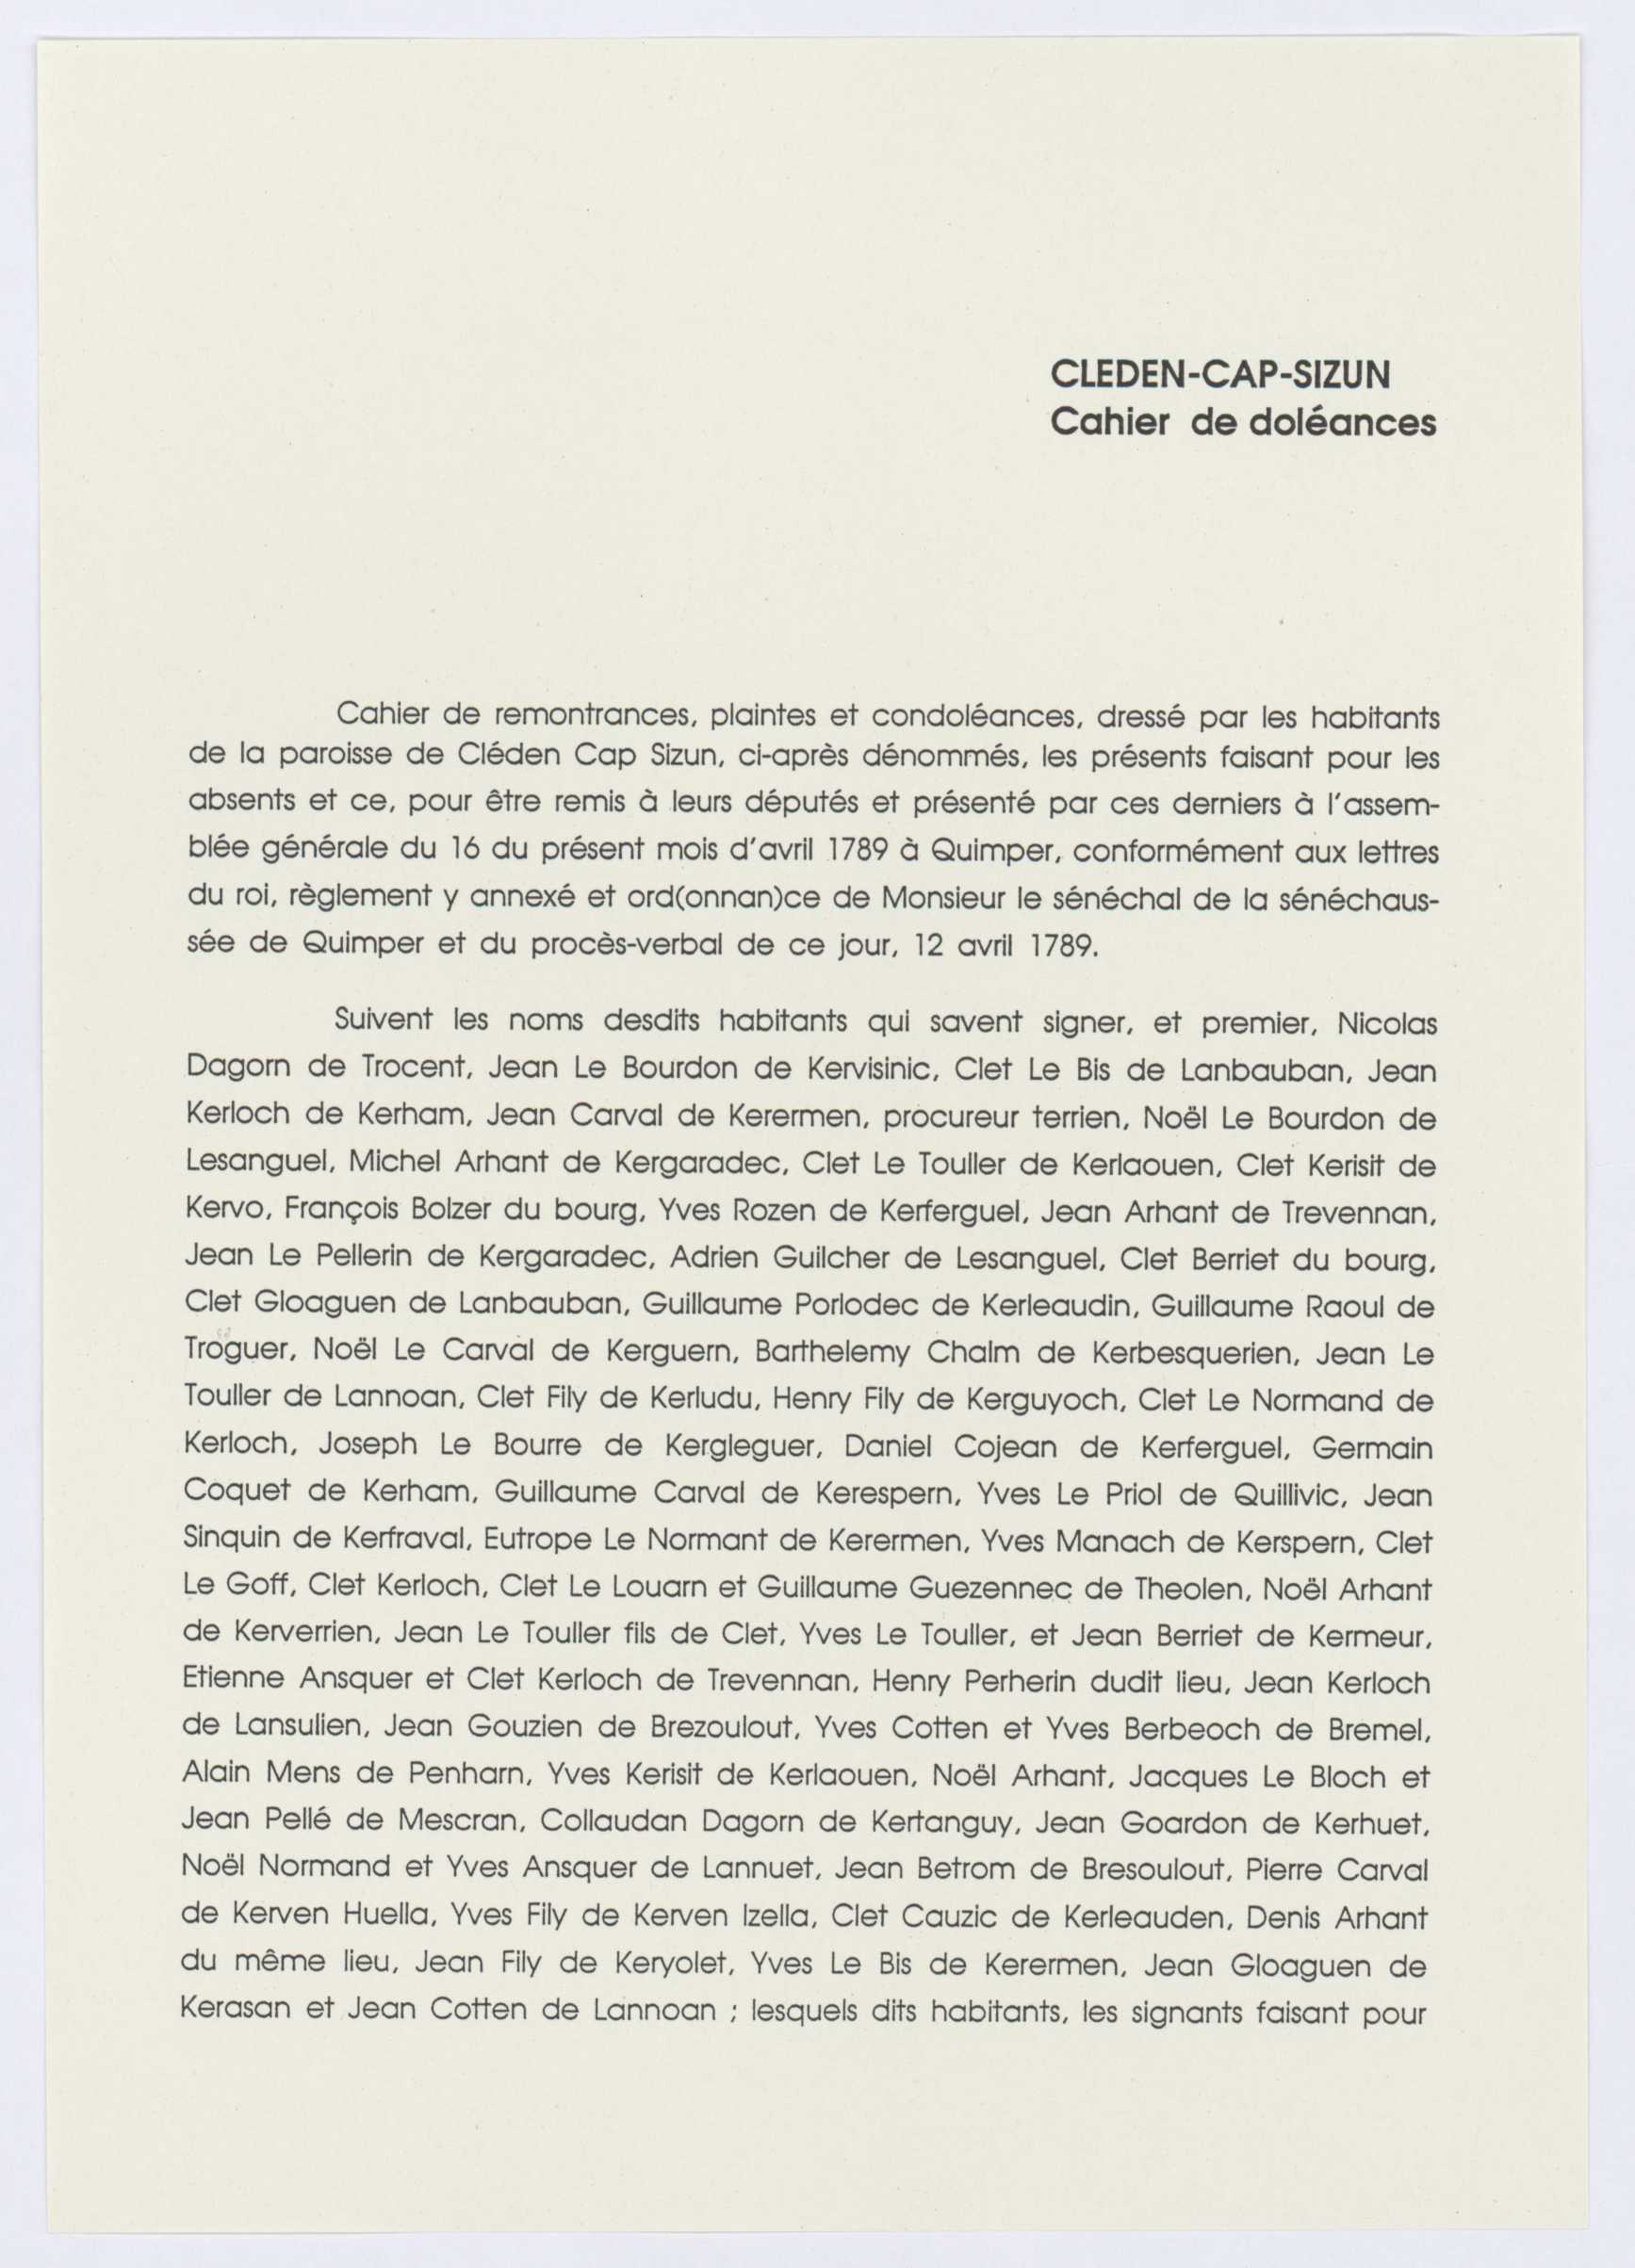 CLEDEN-CAP-SIZUN
Cahier de doléances
Cahier de remontrances, plaintes et condoléances, dressé par les habitants
de la paroisse de Cléden Cap Sizun, ci-après dénommés, les présents faisant pour les
absents et ce, pour être remis à leurs députés et présenté par ces derniers à l'assem-
blée générale du 16 du présent mois d'avril 1789 à Quimper, conformément aux lettres
du roi, règlement y annexé et ord(onnan)ce de Monsieur le sénéchal de la sénéchaus-
sée de Quimper et du procès-verbal de ce jour, 12 avril 1789.
Suivent les noms desdits habitants qui savent signer, et premier, Nicolas
Dagorn de Trocent, Jean Le Bourdon de Kervisinic, Clet Le Bis de Lanbauban, Jean
Kerloch de Kerham, Jean Carval de Kerermen, procureur terrien, Noël Le Bourdon de
Lesanguel, Michel Arhant de Kergaradec, Clet Le Touller de Kerlaouen, Clet Kerisit de
Kervo, François Bolzer du bourg, Yves Rozen de Kerferguel, Jean Arhant de Trevennan,
Jean Le Pellerin de Kergaradec, Adrien Guilcher de Lesanguel, Clet Berriet du bourg,
Clet Gloaguen de Lanbauban, Guillaume Porlodec de Kerleaudin, Guillaume Raoul de
Troguer, Noël Le Carval de Kerguern, Barthelemy Chalm de Kerbesquerien, Jean Le
Touller de Lannoan, Clet Fily de Kerludu, Henry Fily de Kerguyoch, Clet Le Normand de
Kerloch, Joseph Le Bourre de Kergleguer, Daniel Cojean de Kerferguel, Germain
Coquet de Kerham, Guillaume Carval de Kerespern, Yves Le Priol de Quillivic, Jean
Sinquin de Kerfraval, Eutrope Le Normant de Kerermen, Yves Manach de Kerspern, Clet
Le Goff, Clet Kerloch, Clet Le Louarn et Guillaume Guezennec de Theolen, Noël Arhant
de Kerverrien, Jean Le Touller fils de Clet, Yves Le Touller, et Jean Berriet de Kermeur,
Etienne Ansquer et Clet Kerloch de Trevennan, Henry Perherin dudit lieu, Jean Kerloch
de Lansulien, Jean Gouzien de Brezoulout, Yves Cotten et Yves Berbeoch de Bremel,
Alain Mens de Penharn, Yves Kerisit de Kerlaouen, Noël Arhant, Jacques Le Bloch et
Jean Pellé de Mescran, Collaudan Dagorn de Kertanguy, Jean Goardon de Kerhuet,
Noël Normand et Yves Ansquer de Lannuet, Jean Betrom de Bresoulout, Pierre Carval
de Kerven Huella, Yves Fily de Kerven Izella, Clet Cauzic de Kerleauden, Denis Arhant
du même lieu, Jean Fily de Keryolet, Yves Le Bis de Kerermen, Jean Gloaguen de
Kerasan et Jean Cotten de Lannoan ; lesquels dits habitants, les signants faisant pour